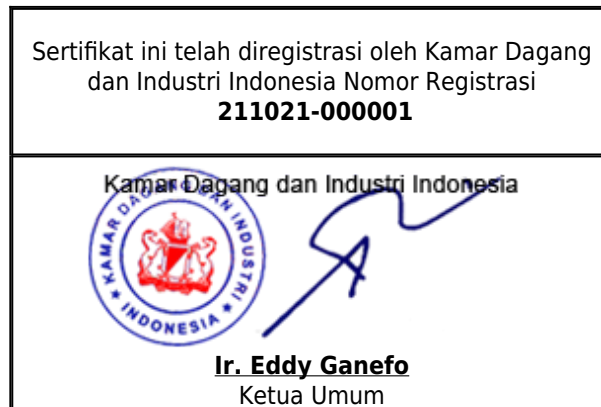 Sertifikat ini telah diregistrasi oleh Kamar Dagang
dan Industri Indonesia Nomor Registrasi
211021-000001
Kamar Dagang dan Industri Indonesia
KAMAR DAGANG DAN INDUSTRI
INDONESIA
Ir. Eddy Ganefo
Ketua Umum